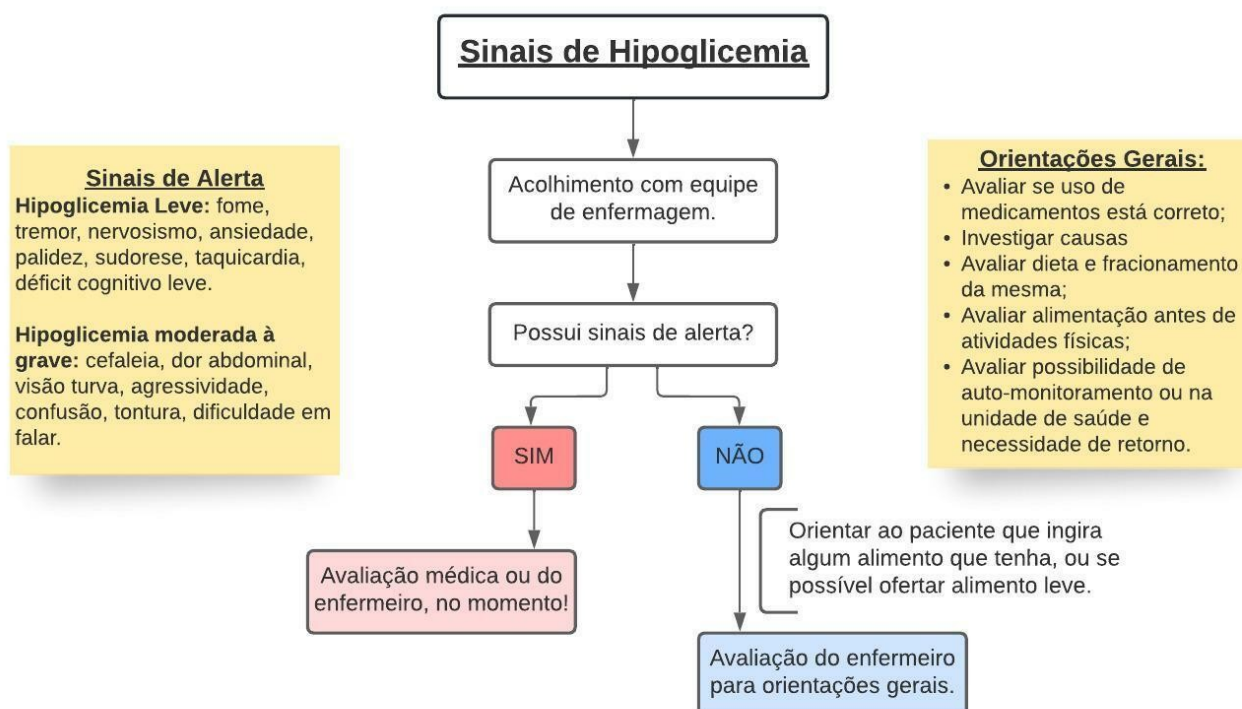 Sinais de Hipoglicemia
Sinais de Alerta
Hipoglicemia Leve: fome,
tremor, nervosismo, ansiedade,
palidez, sudorese, taquicardia,
déficit cognitivo leve.
Hipoglicemia moderada à
grave: cefaleia, dor abdominal,
visão turva, agressividade,
confusão, tontura, dificuldade em
falar.
Acolhimento com equipe
de enfermagem.
Possui sinais de alerta?
SIM
NÃO
Avaliação médica ou do
enfermeiro, no momento!
Orientar ao paciente que ingira
algum alimento que tenha, ou se
possível ofertar alimento leve.
Avaliação do enfermeiro
para orientações gerais.
Orientações Gerais:
• Avaliar se uso de
medicamentos está correto;
• Investigar causas
• Avaliar dieta e fracionamento
da mesma;
• Avaliar alimentação antes de
atividades físicas;
• Avaliar possibilidade de
auto-monitoramento ou na
unidade de saúde e
necessidade de retorno.